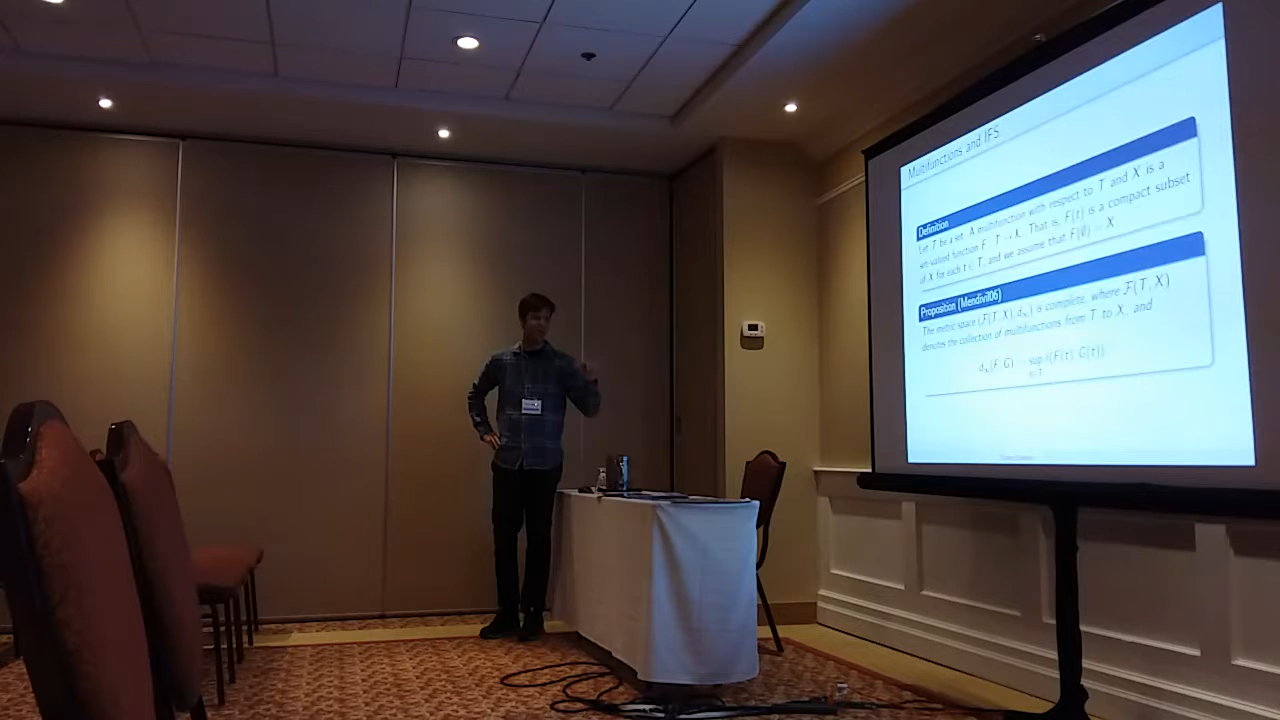 Multifunctions and IFS
Definition
Let T be a set. A multifunction with respect to T and X is a
set-valued function F : T → 𝕂. That is, F(t) is a compact subset
of X for each t ∈ T, and we assume that F(∅) = X
Proposition (Mendivil06)
The metric space (ℱ(T, X), d∞) is complete, where ℱ(T, X)
denotes the collection of multifunctions from T to X, and
d∞(F, G) sup (F(t), G(t))